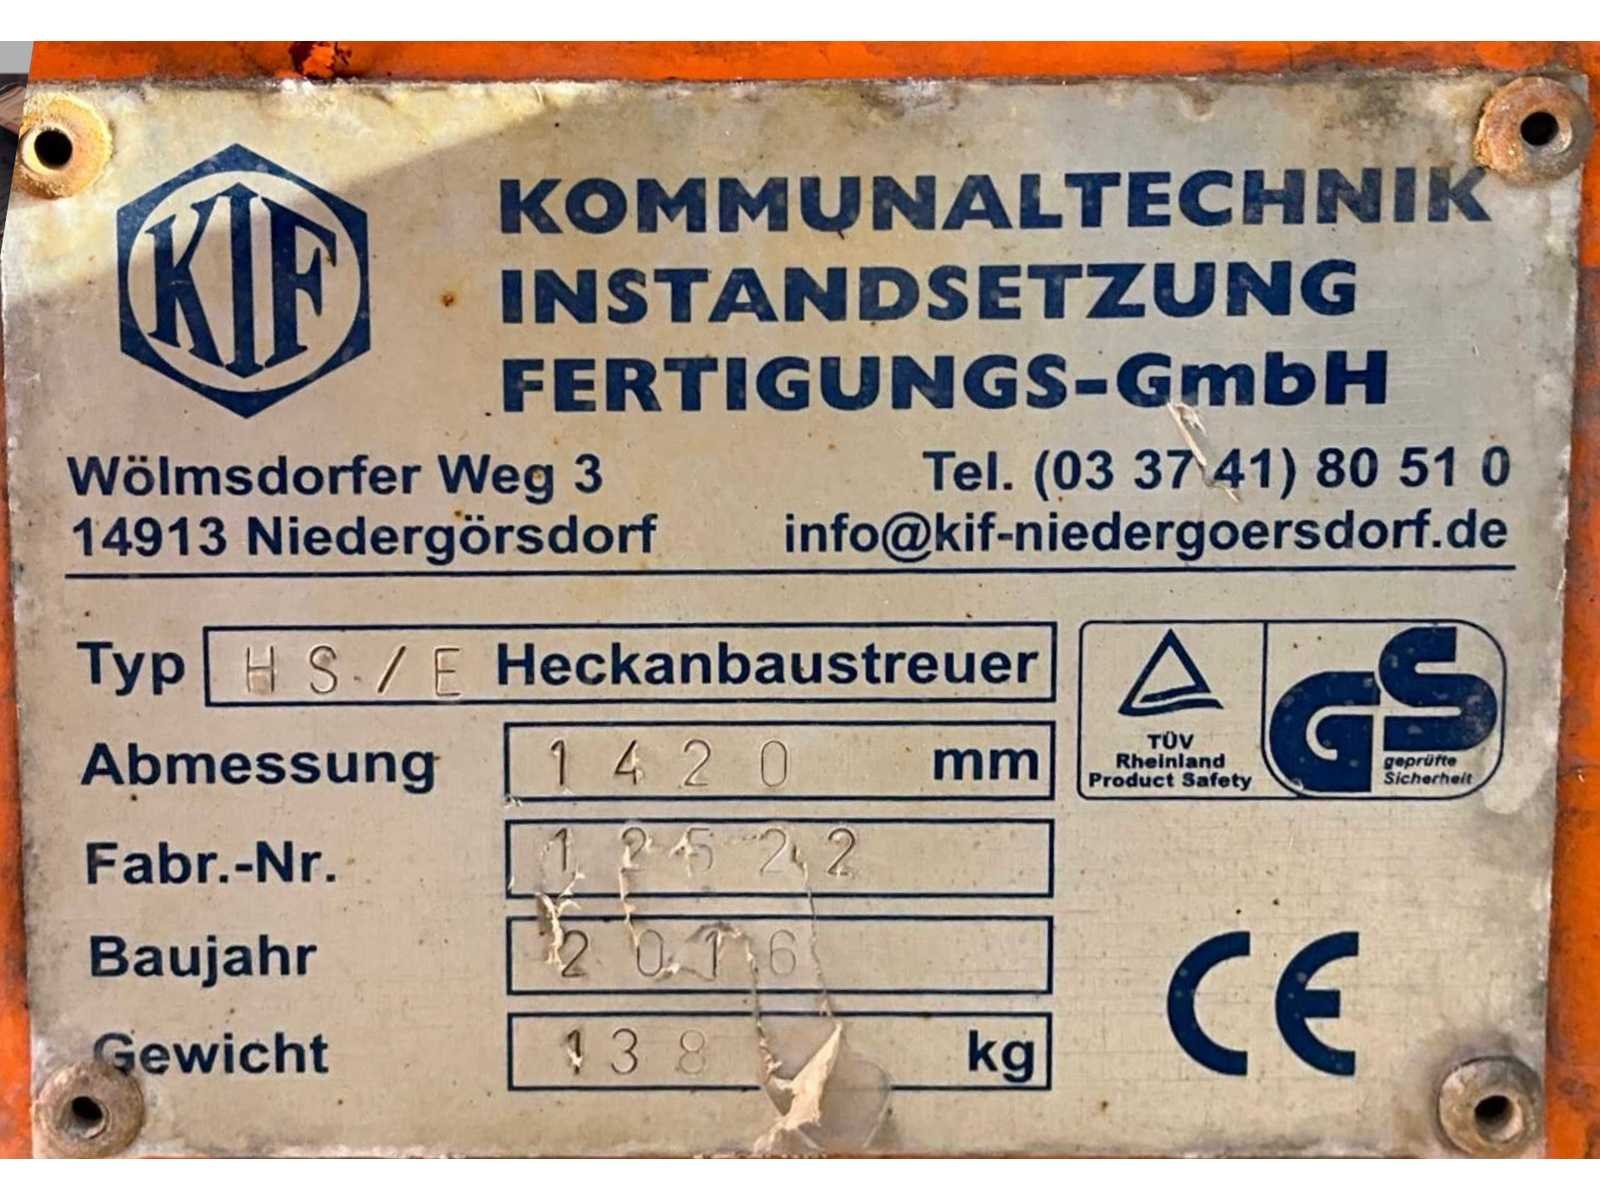 KIF
KOMMUNALTECHNIK
INSTANDSETZUNG
FERTIGUNGS-GmbH
Wölmsdorfer Weg 3
14913 Niedergörsdorf
Tel. (03 37 41) 80 51 0
info@kif-niedergoersdorf.de
Typ HS/E Heckanbaustreuer
Abmessung 1420 mm
Fabr.-Nr. 12522
Baujahr 2016
Gewicht 138 kg
TÜV
Rheinland
Product Safety
GS
geprüfte
Sicherheit
CE